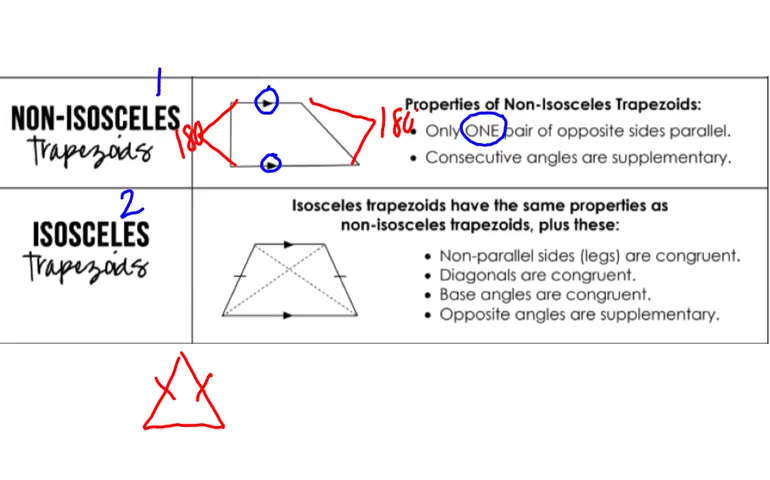 1
NON-ISOSCELES
trapezoids
180
180
Properties of Non-Isosceles Trapezoids:
• Only ONE pair of opposite sides parallel.
• Consecutive angles are supplementary.
2
ISOSCELES
trapezoids
Isosceles trapezoids have the same properties as
non-isosceles trapezoids, plus these:
• Non-parallel sides (legs) are congruent.
• Diagonals are congruent.
• Base angles are congruent.
• Opposite angles are supplementary.